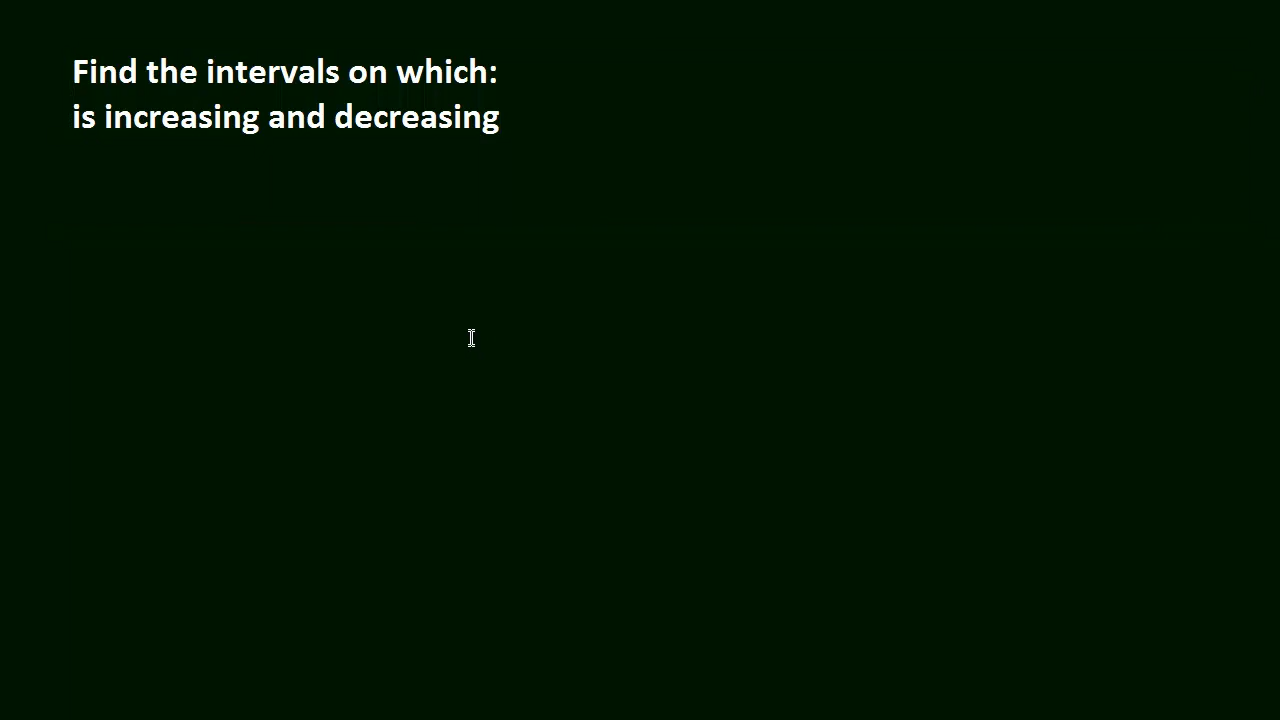 Find the intervals on which:
is increasing and decreasing